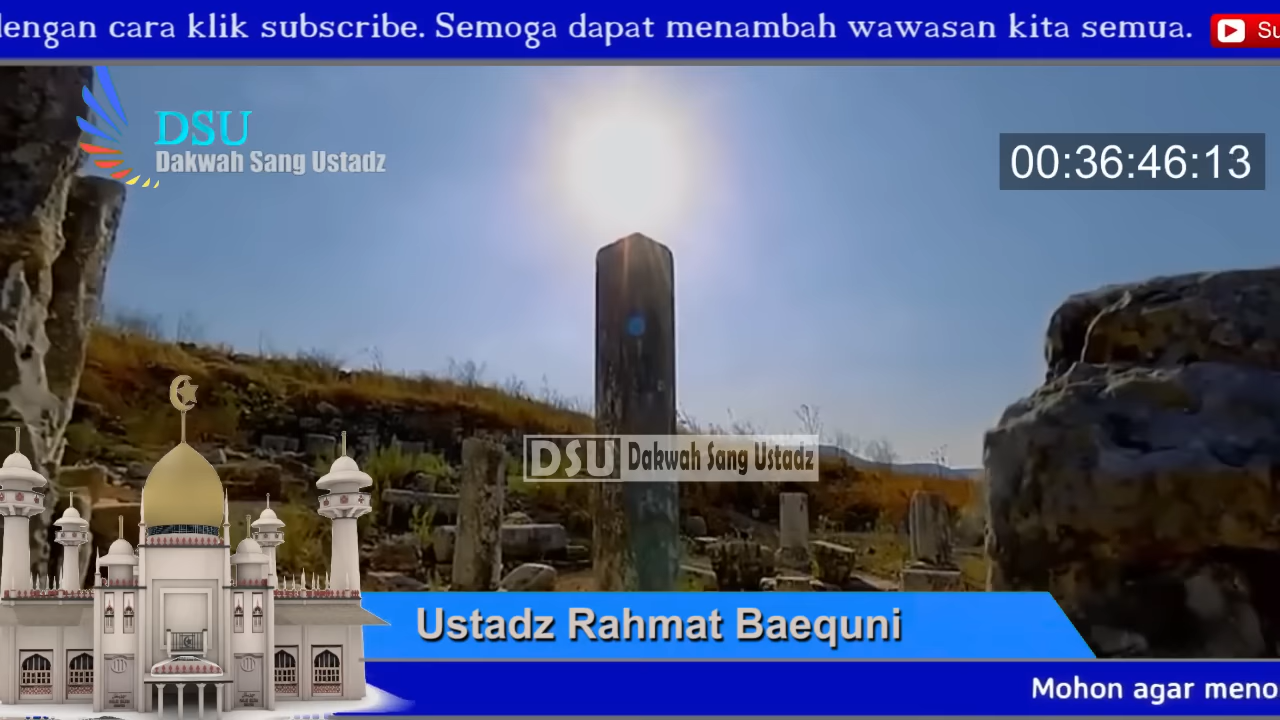 dengan cara klik subscribe. Semoga dapat menambah wawasan kita semua.
Su
DSU
Dakwah Sang Ustadz
00:36:46:13
DSU Dakwah Sang Ustadz
Ustadz Rahmat Baequni
Mohon agar meno